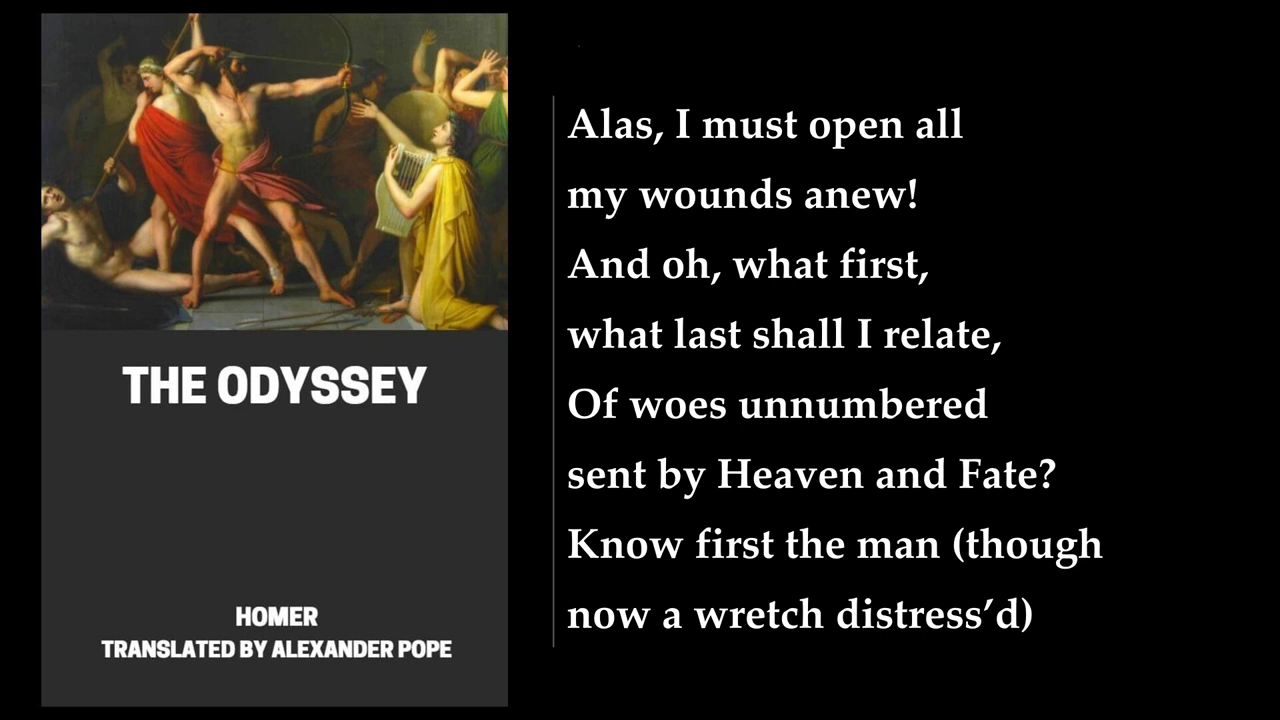 THE ODYSSEY
HOMER
TRANSLATED BY ALEXANDER POPE
Alas, I must open all
my wounds anew!
And oh, what first,
what last shall I relate,
Of woes unnumbered
sent by Heaven and Fate?
Know first the man (though
now a wretch distress’d)